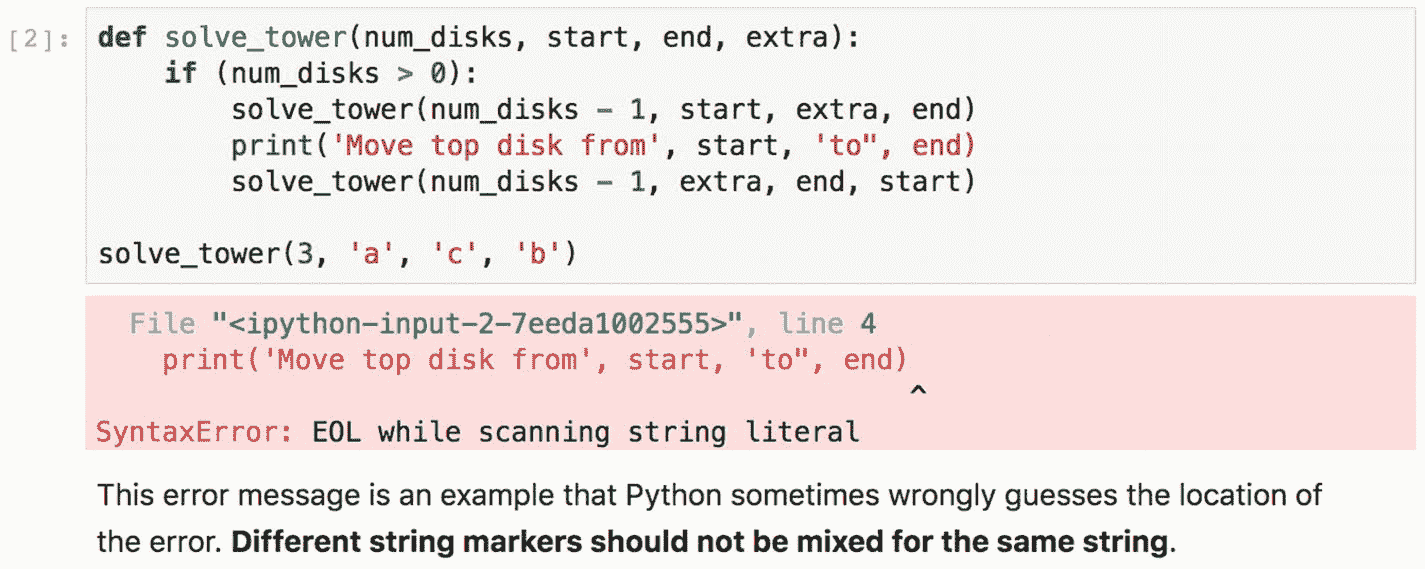 [2]: def solve_tower(num_disks, start, end, extra):
    if (num_disks > 0):
        solve_tower(num_disks - 1, start, extra, end)
        print('Move top disk from', start, 'to", end)
        solve_tower(num_disks - 1, extra, end, start)
solve_tower(3, 'a', 'c', 'b')
File "<ipython-input-2-7eeda1002555>", line 4
    print('Move top disk from', start, 'to", end)
^
SyntaxError: EOL while scanning string literal
This error message is an example that Python sometimes wrongly guesses the location of
the error. Different string markers should not be mixed for the same string.